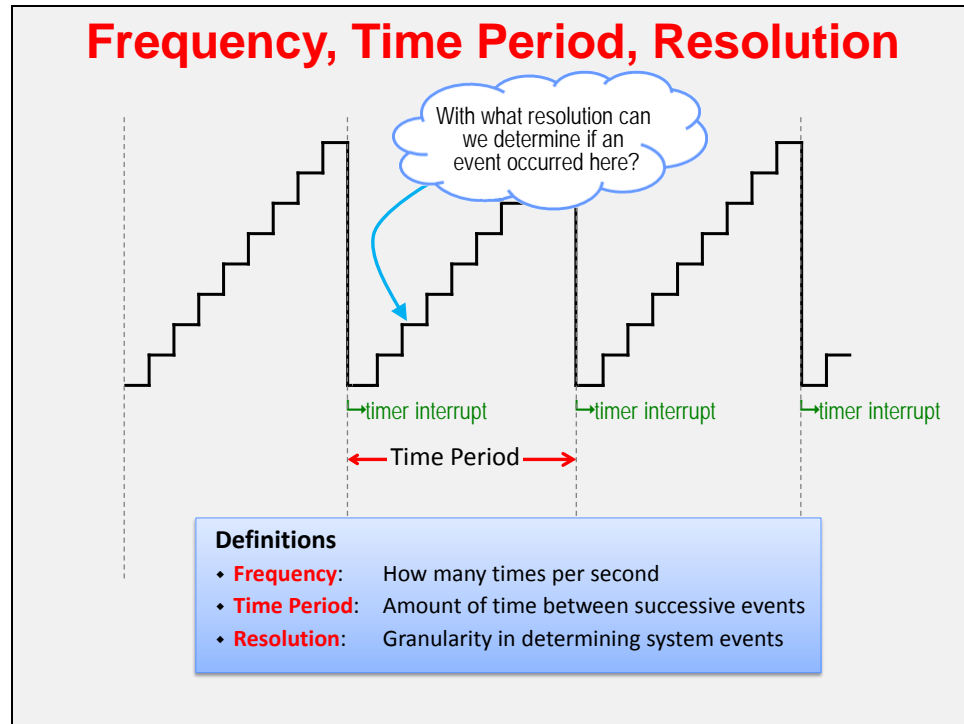 Frequency, Time Period, Resolution
With what resolution can
we determine if an
event occurred here?
timer interrupt
timer interrupt
timer interrupt
Time Period
Definitions
Frequency: How many times per second
Time Period: Amount of time between successive events
Resolution: Granularity in determining system events